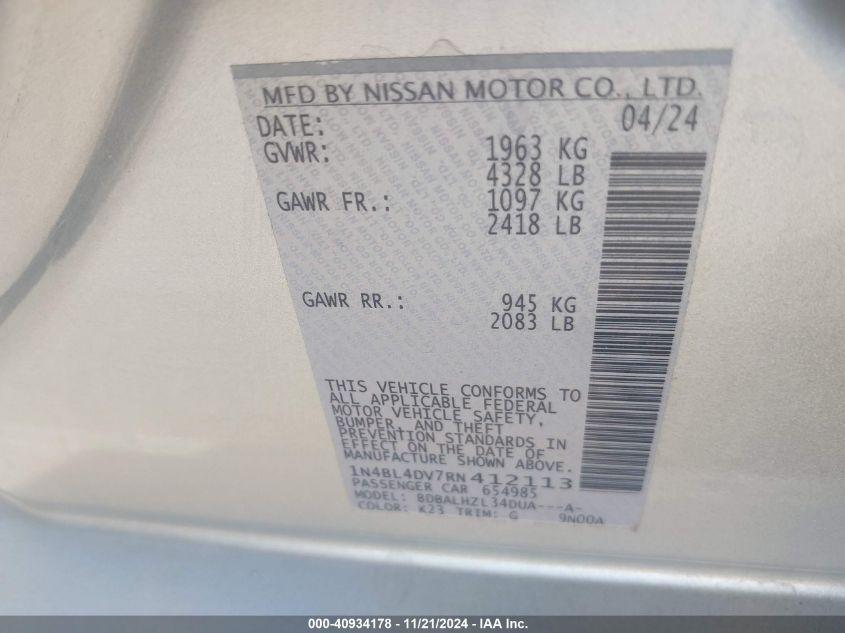 MFD BY NISSAN MOTOR CO., LTD.
DATE: 04/24
GVWR: 1963 KG
4328 LB
GAWR FR.: 1097 KG
2418 LB
GAWR RR.: 945 KG
2083 LB
THIS VEHICLE CONFORMS TO
ALL APPLICABLE FEDERAL
MOTOR VEHICLE SAFETY,
BUMPER, AND THEFT
PREVENTION STANDARDS IN
EFFECT ON THE DATE OF
MANUFACTURE SHOWN ABOVE.
1N4BL4DV7RN412113
PASSENGER CAR 654985
MODEL: BDBALHZL34DUA---A-
COLOR: K23 TRIM: G 9N00A
000-40934178 - 11/21/2024 - IAA Inc.